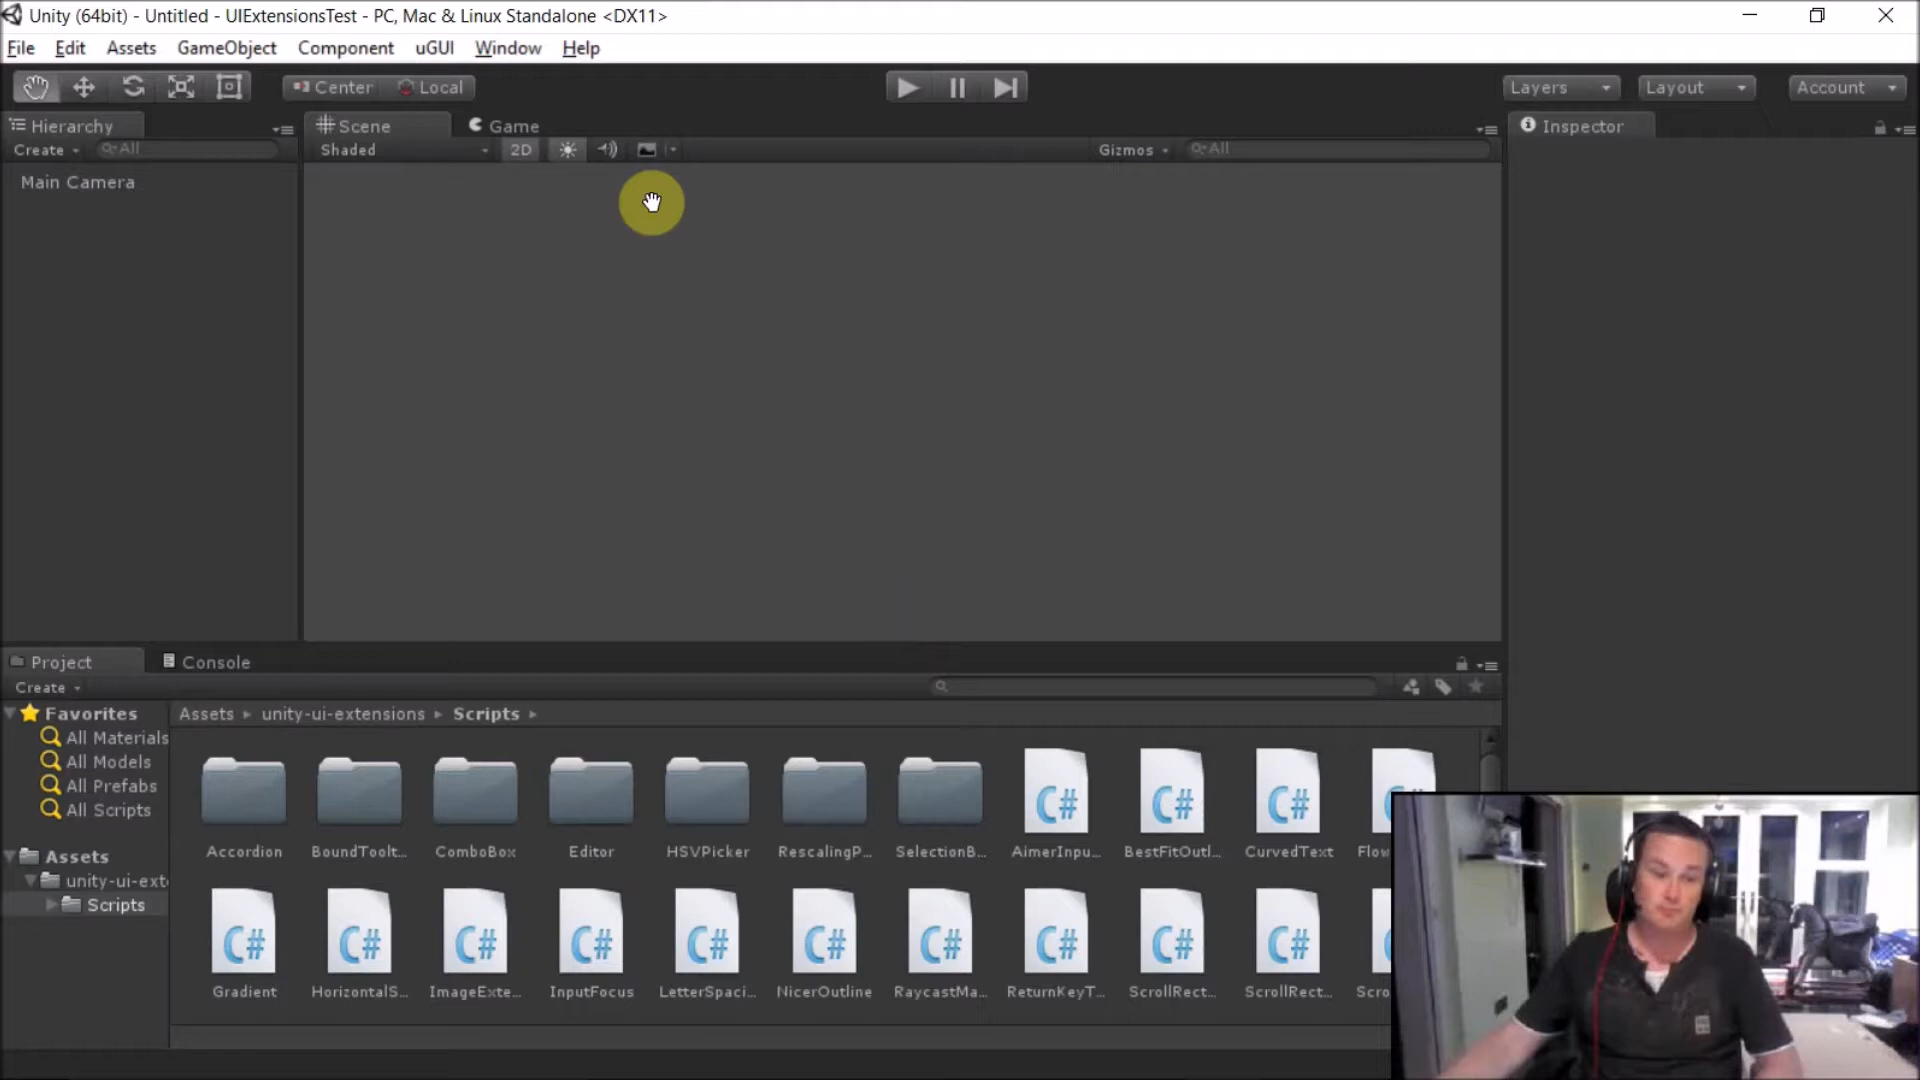 Unity (64bit) - Untitled - UIExtensionsTest - PC, Mac & Linux Standalone <DX11>
File Edit Assets GameObject Component uGUI Window Help
Center Local Layers Layout Account
Hierarchy Scene Game Inspector
Create All Shaded 2D Gizmos All
Main Camera
Project Console
Create
Favorites Assets unity-ui-extensions Scripts
All Materials
All Models
All Prefabs
All Scripts
C# C# C# C#
Accordion BoundToolt... ComboBox Editor HSVPicker RescalingP... SelectionB... AimerInpu... BestFitOutl... CurvedText Flow
Assets
unity-ui-ext
Scripts
C# C# C# C# C# C# C# C# C# C#
Gradient HorizontalS... ImageExte... InputFocus LetterSpaci... NicerOutline RaycastMa... ReturnKeyT... ScrollRect... ScrollRect... Scro